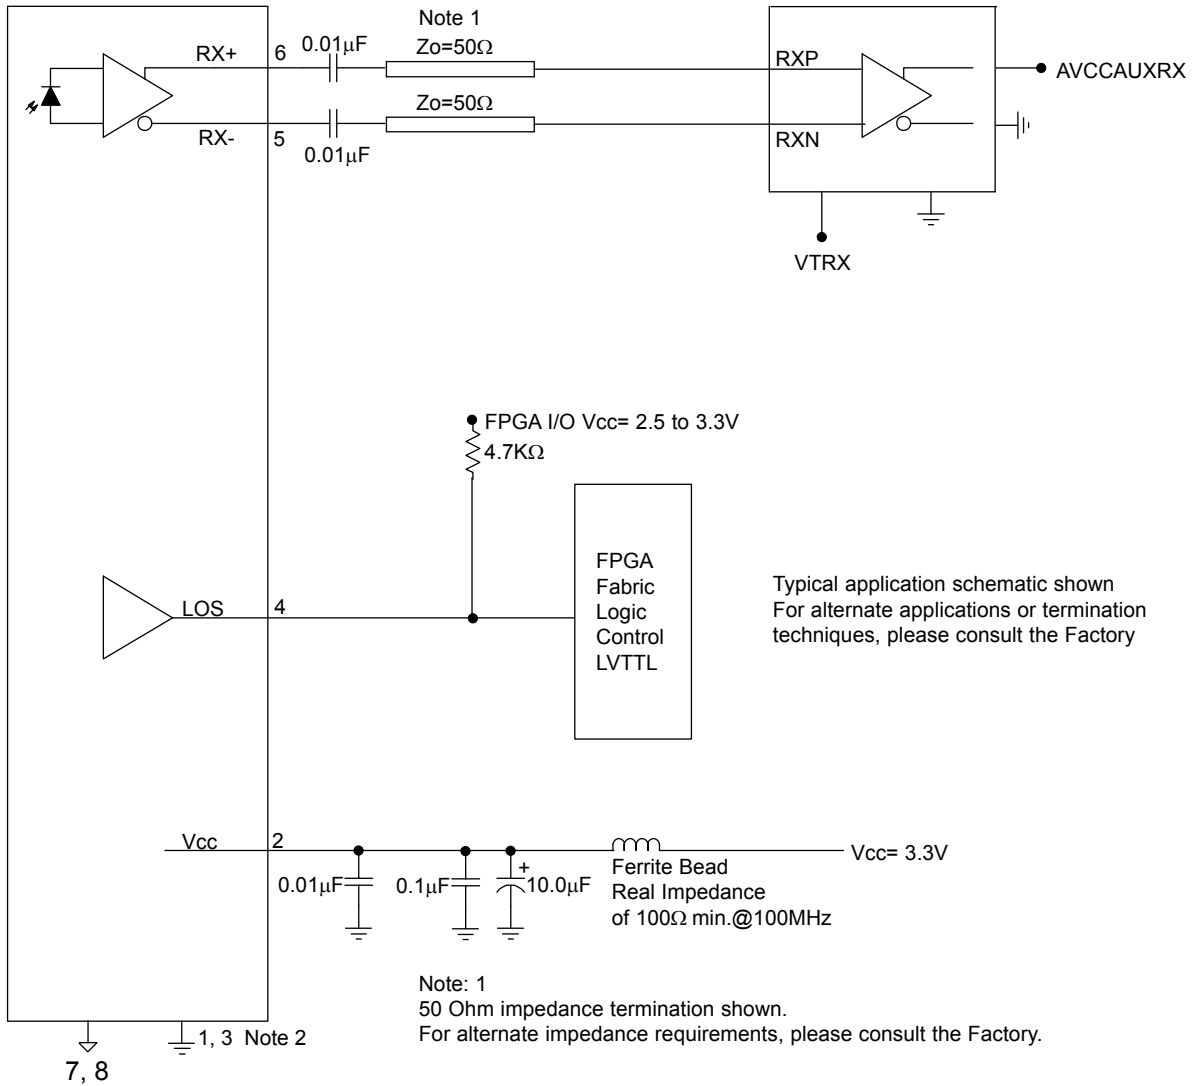 Note 1
RX+
6
0.01μF
Zo=50Ω
RXP
AVCCAUXRX
Zo=50Ω
RX-
5
0.01μF
RXN
VTRX
FPGA I/O Vcc= 2.5 to 3.3V
4.7KΩ
FPGA
Fabric
Logic
Control
LVTTL
LOS
4
Typical application schematic shown
For alternate applications or termination
techniques, please consult the Factory
Vcc
2
Vcc= 3.3V
0.01μF
0.1μF
+
10.0μF
Ferrite Bead
Real Impedance
of 100Ω min.@100MHz
Note: 1
50 Ohm impedance termination shown.
For alternate impedance requirements, please consult the Factory.
1, 3 Note 2
7, 8